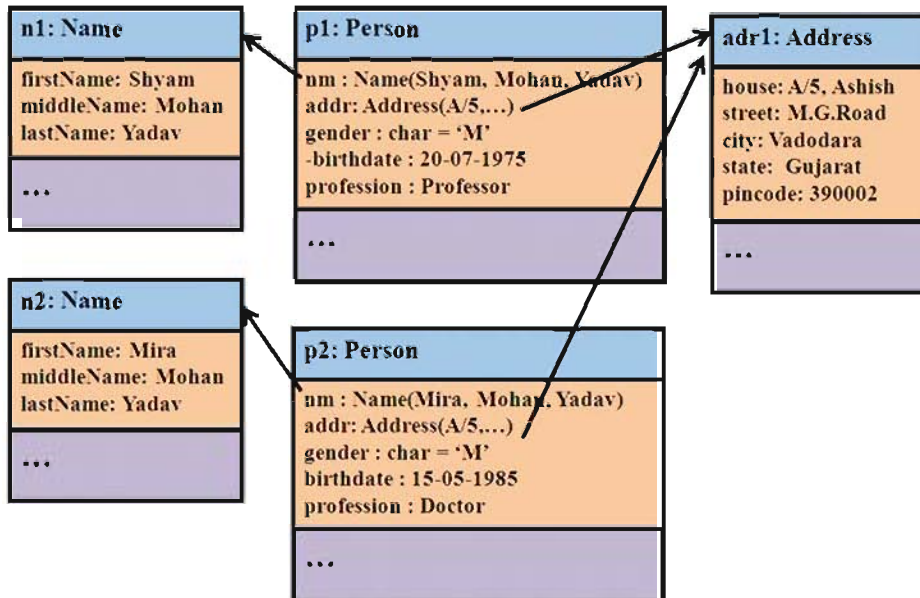 n1: Name
firstName: Shyam
middleName: Mohan
lastName: Yadav
...
p1: Person
nm : Name(Shyam, Mohan, Yadav)
addr: Address(A/5,...)
gender : char = ‘M’
-birthdate : 20-07-1975
profession : Professor
...
adr1: Address
house: A/5, Ashish
street: M.G.Road
city: Vadodara
state: Gujarat
pincode: 390002
...
n2: Name
firstName: Mira
middleName: Mohan
lastName: Yadav
...
p2: Person
nm : Name(Mira, Mohan, Yadav)
addr: Address(A/5,...)
gender : char = ‘M’
birthdate : 15-05-1985
profession : Doctor
...